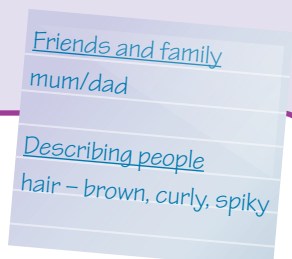 Friends and family
mum/dad
Describing people
hair – brown, curly, spiky